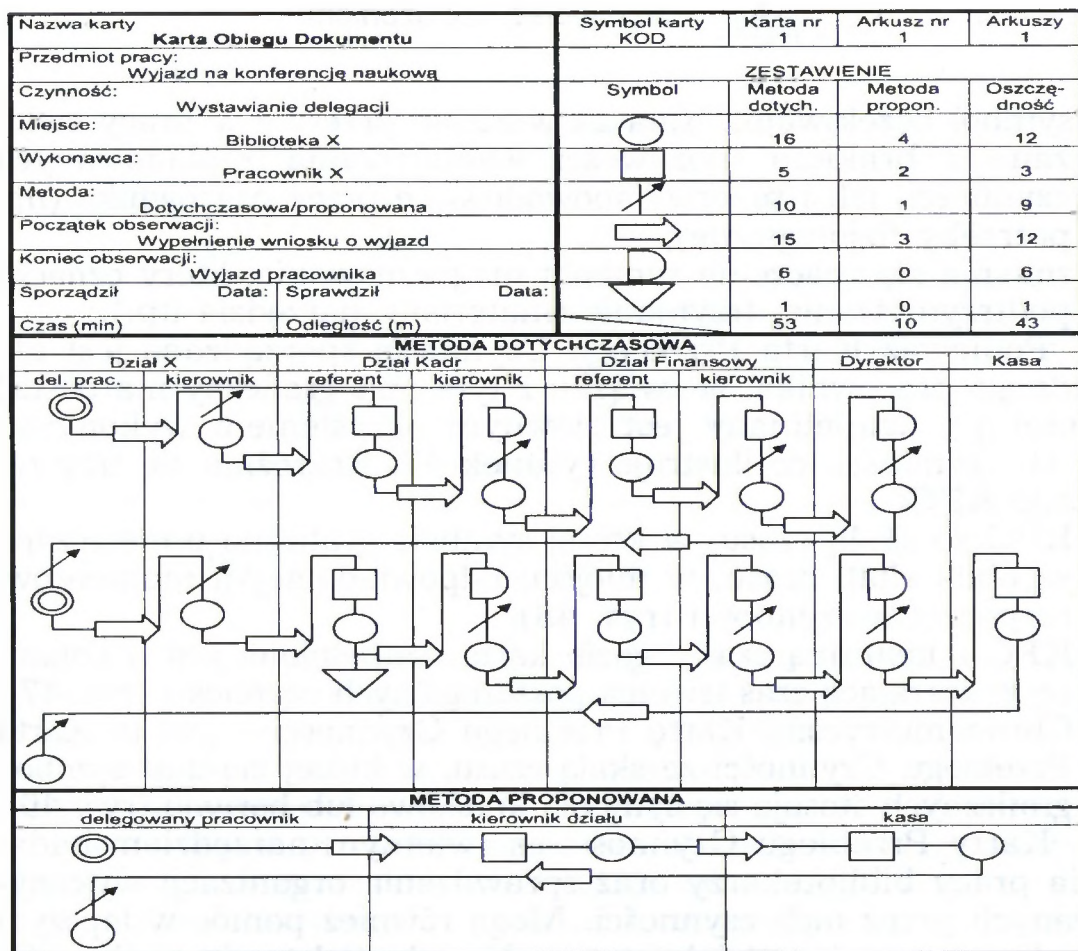 Nazwa karty
Karta Obiegu Dokumentu
Symbol karty
KOD
Karta nr
1
Arkusz nr
1
Arkuszy
1
Przedmiot pracy:
Wyjazd na konferencję naukową
ZESTAWIENIE
Czynność:
Wystawianie delegacji
Symbol
Metoda
dotych.
Metoda
propon.
Oszczę-
dność
Miejsce:
Biblioteka X
16 4 12
Wykonawca:
Pracownik X
5 2 3
Metoda:
Dotychczasowa/proponowana
10 1 9
Początek obserwacji:
Wypełnienie wniosku o wyjazd
15 3 12
Koniec obserwacji:
Wyjazd pracownika
6 0 6
Sporządził Data: Sprawdził Data:
1 0 1
Czas (min) Odległość (m)
53 10 43
METODA DOTYCHCZASOWA
Dział X Dział Kadr Dział Finansowy Dyrektor Kasa
del. prac. kierownik referent kierownik referent kierownik
METODA PROPONOWANA
delegowany pracownik kierownik działu kasa